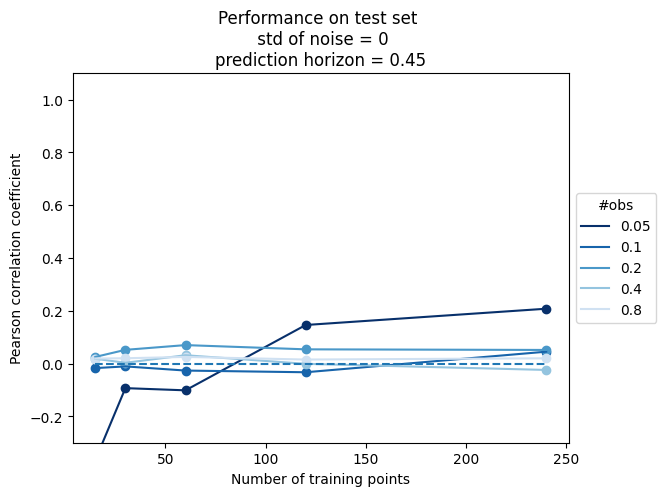 Performance on test set
std of noise = 0
prediction horizon = 0.45
Pearson correlation coefficient
1.0
0.8
0.6
0.4
0.2
0.0
−0.2
50
100
150
200
250
Number of training points
#obs
0.05
0.1
0.2
0.4
0.8